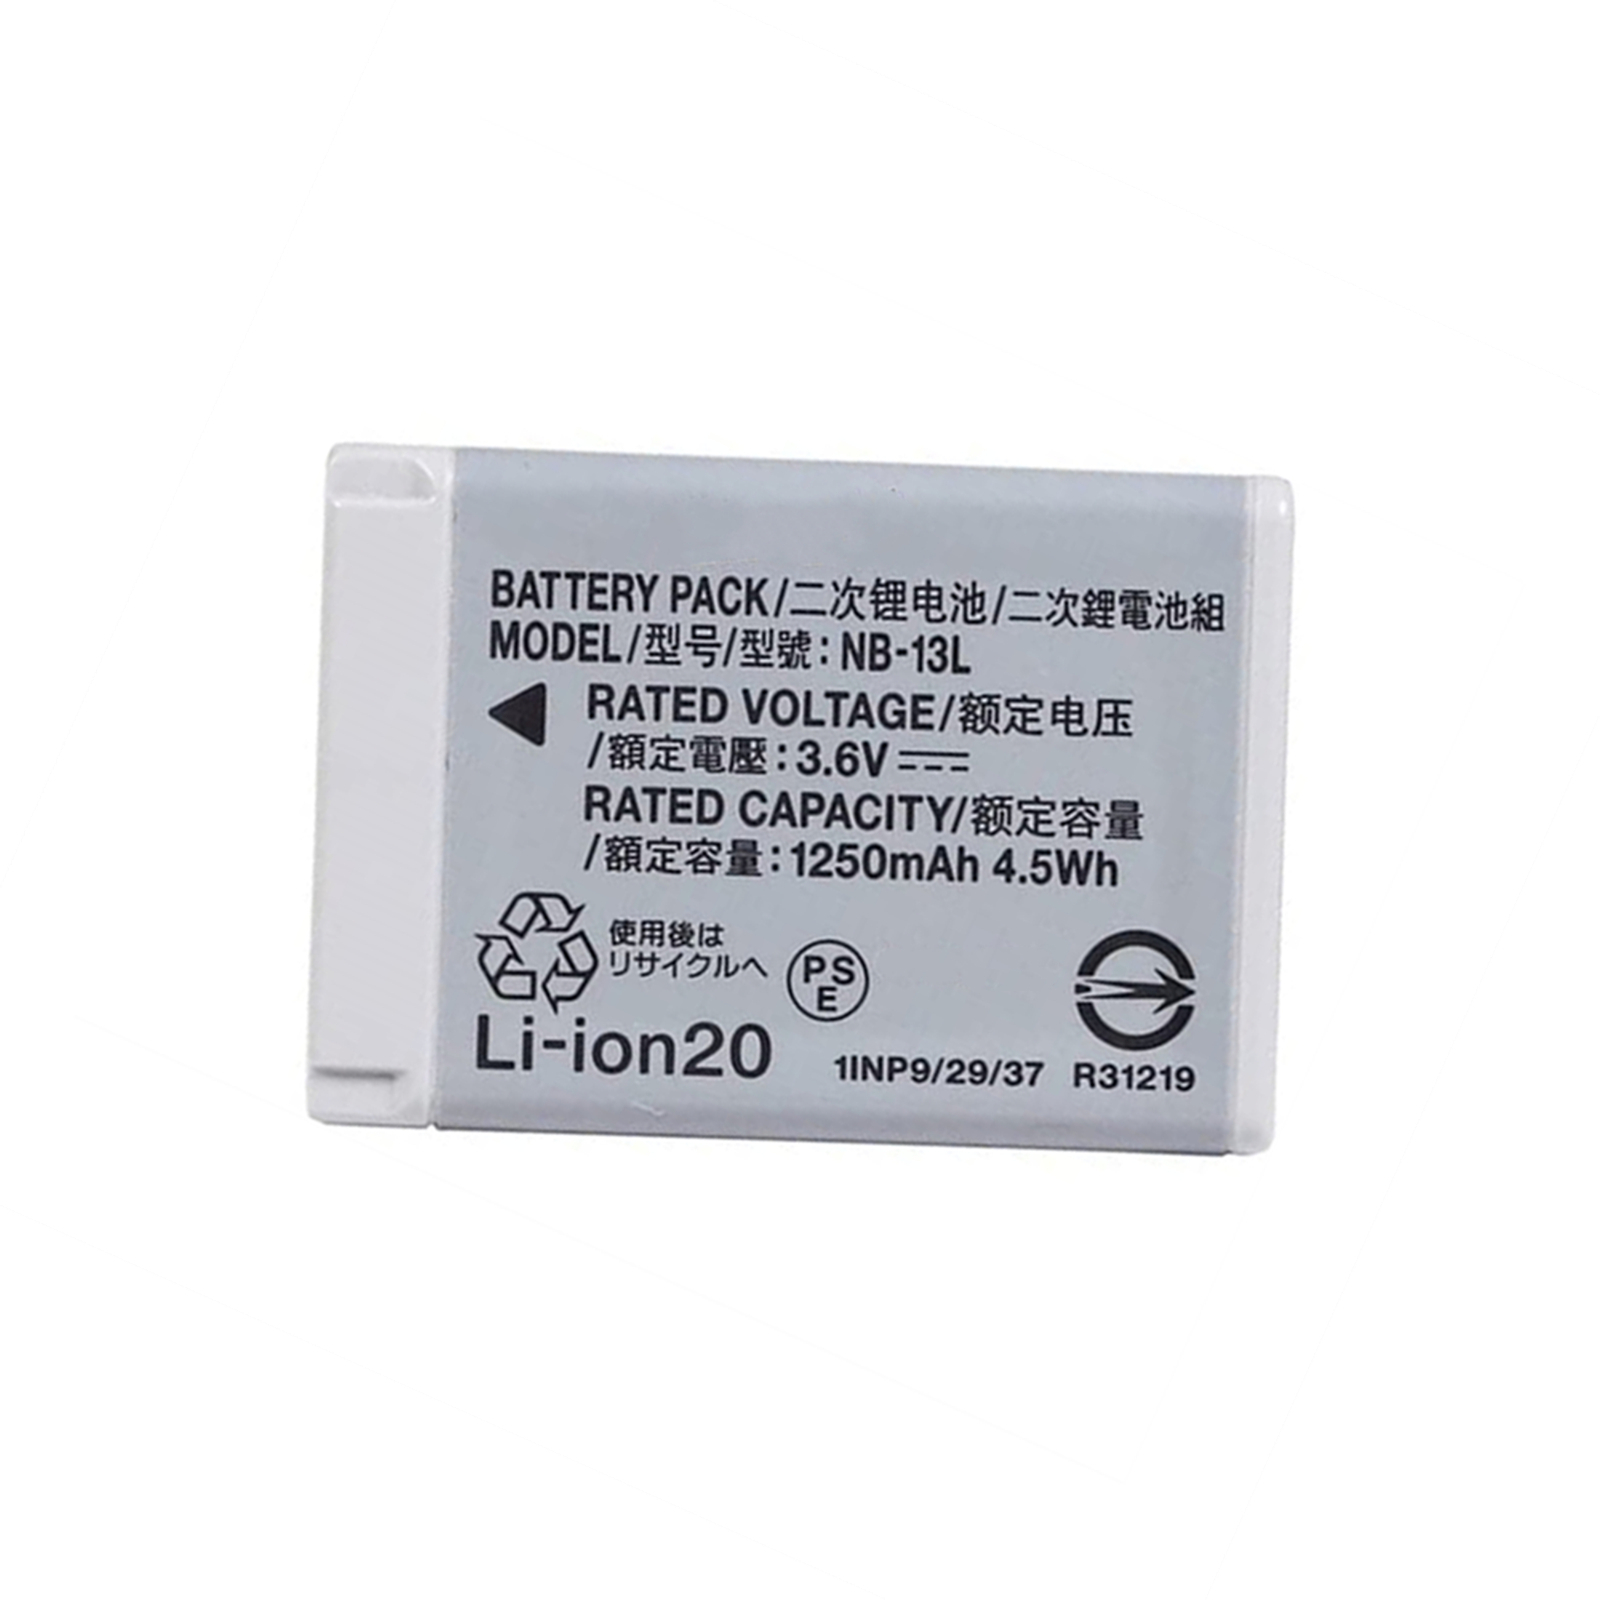 BATTERY PACK/二次锂电池/二次鋰電池組
MODEL/型号/型號:NB-13L
RATED VOLTAGE/额定电压
/額定電壓:3.6V
RATED CAPACITY/额定容量
/額定容量:1250mAh 4.5Wh
使用後は
リサイクルへ
PS
E
Li-ion20
1INP9/29/37
R31219